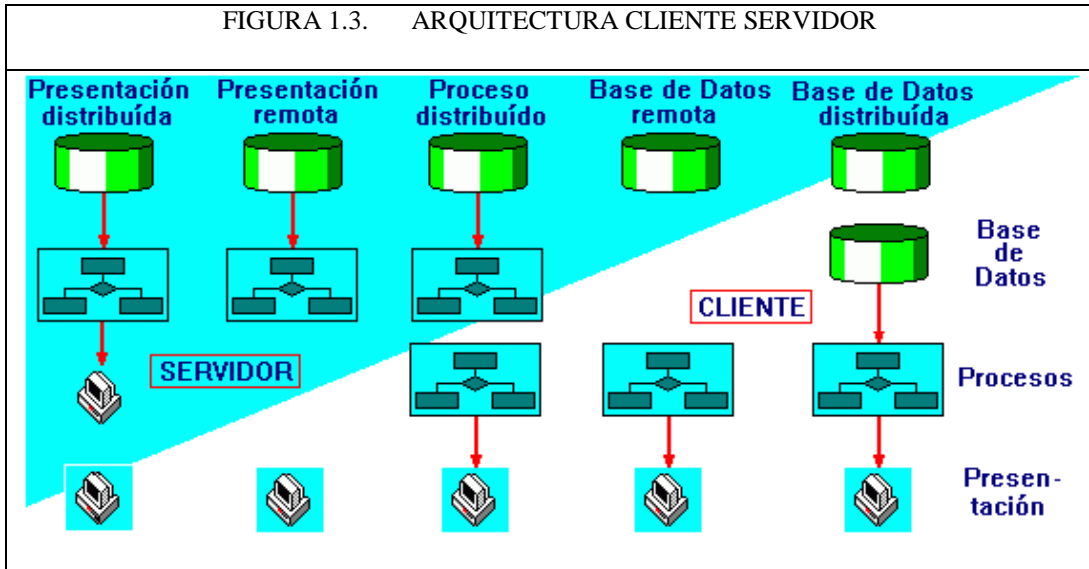 FIGURA 1.3. ARQUITECTURA CLIENTE SERVIDOR
Presentación
distribuída
Presentación
remota
Proceso
distribuído
Base de Datos
remota
Base de Datos
distribuída
Base
de
Datos
CLIENTE
SERVIDOR
Procesos
Presen-
tación